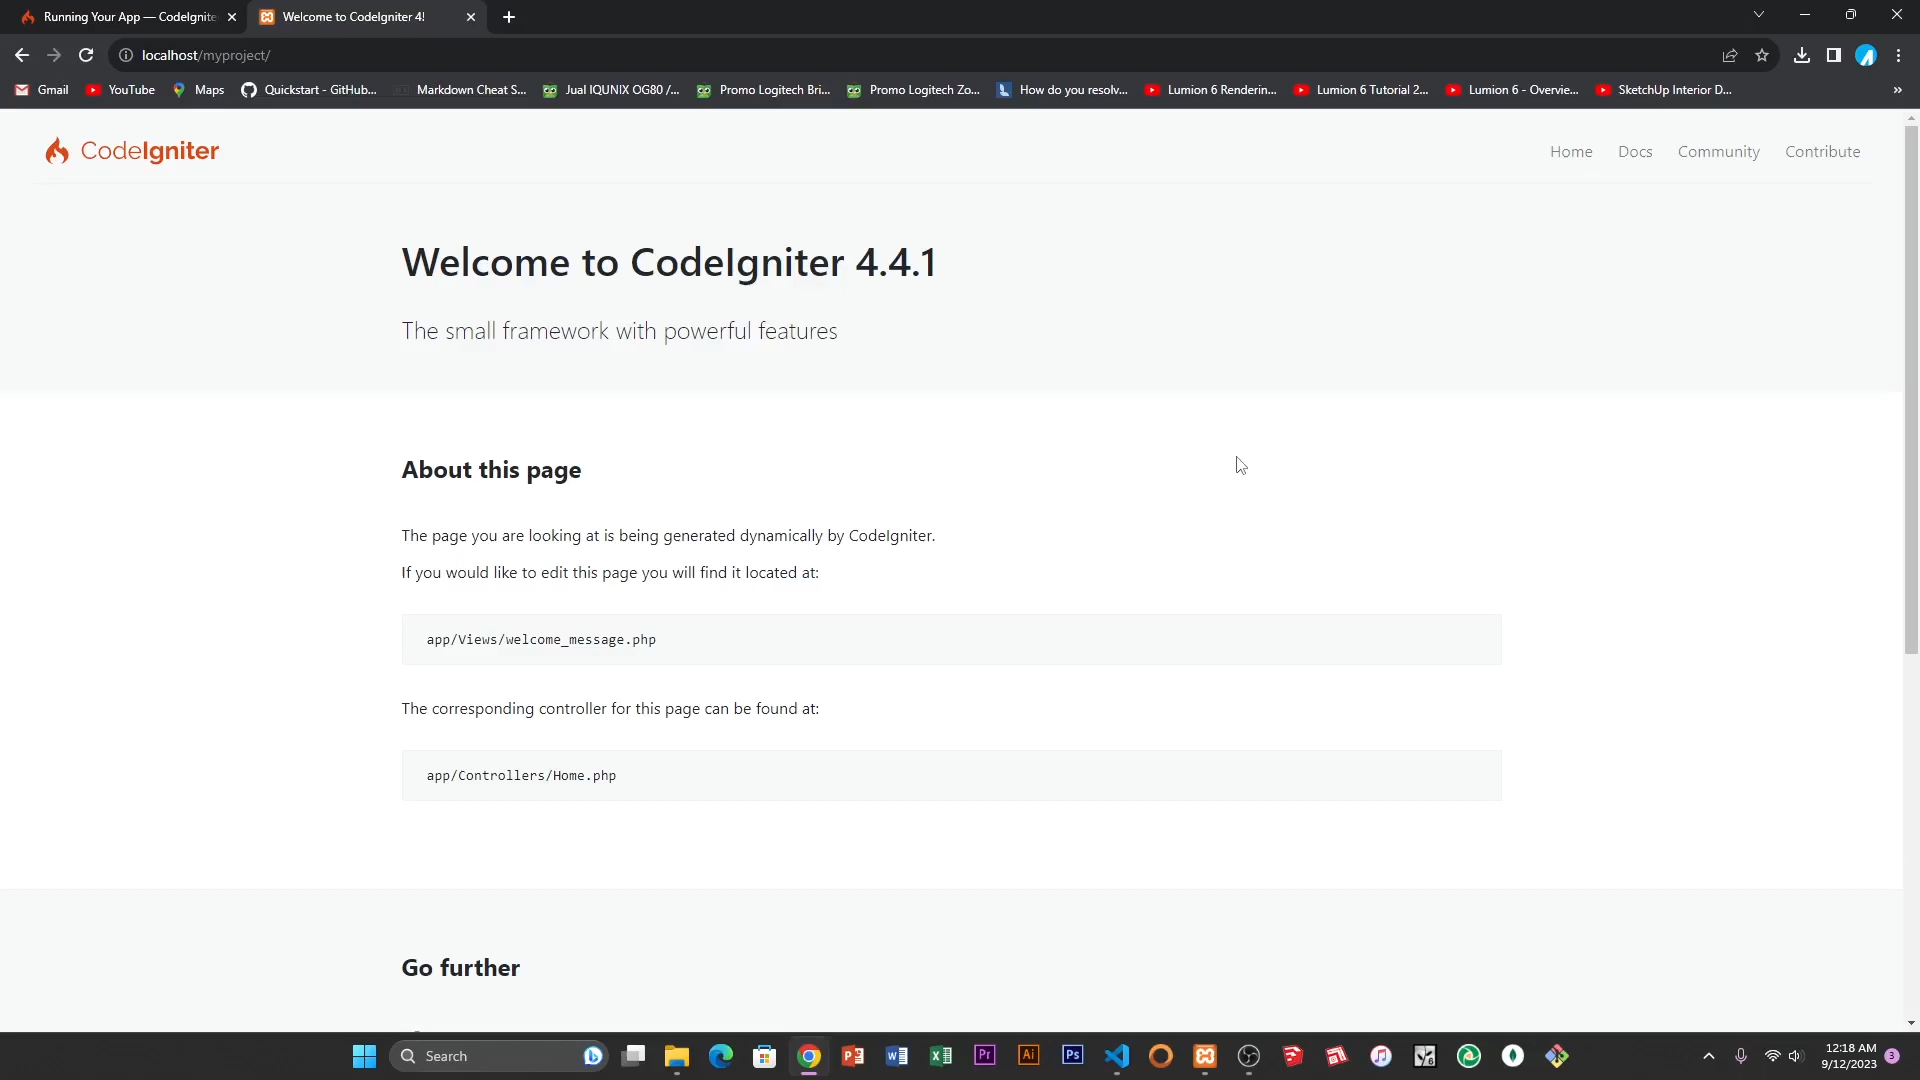 Running Your App — CodeIgnite
Welcome to CodeIgniter 4!
localhost/myproject/
Gmail
YouTube
Maps
Quickstart - GitHub...
Markdown Cheat S...
Jual IQUNIX OG80 /...
Promo Logitech Bri...
Promo Logitech Zo...
How do you resolv...
Lumion 6 Renderin...
Lumion 6 Tutorial 2...
Lumion 6 - Overvie...
SketchUp Interior D...
»
CodeIgniter
Home
Docs
Community
Contribute
Welcome to CodeIgniter 4.4.1
The small framework with powerful features
About this page
The page you are looking at is being generated dynamically by CodeIgniter.
If you would like to edit this page you will find it located at:
app/Views/welcome_message.php
The corresponding controller for this page can be found at:
app/Controllers/Home.php
Go further
Search
Pr
Ai
Ps
12:18 AM
9/12/2023
3